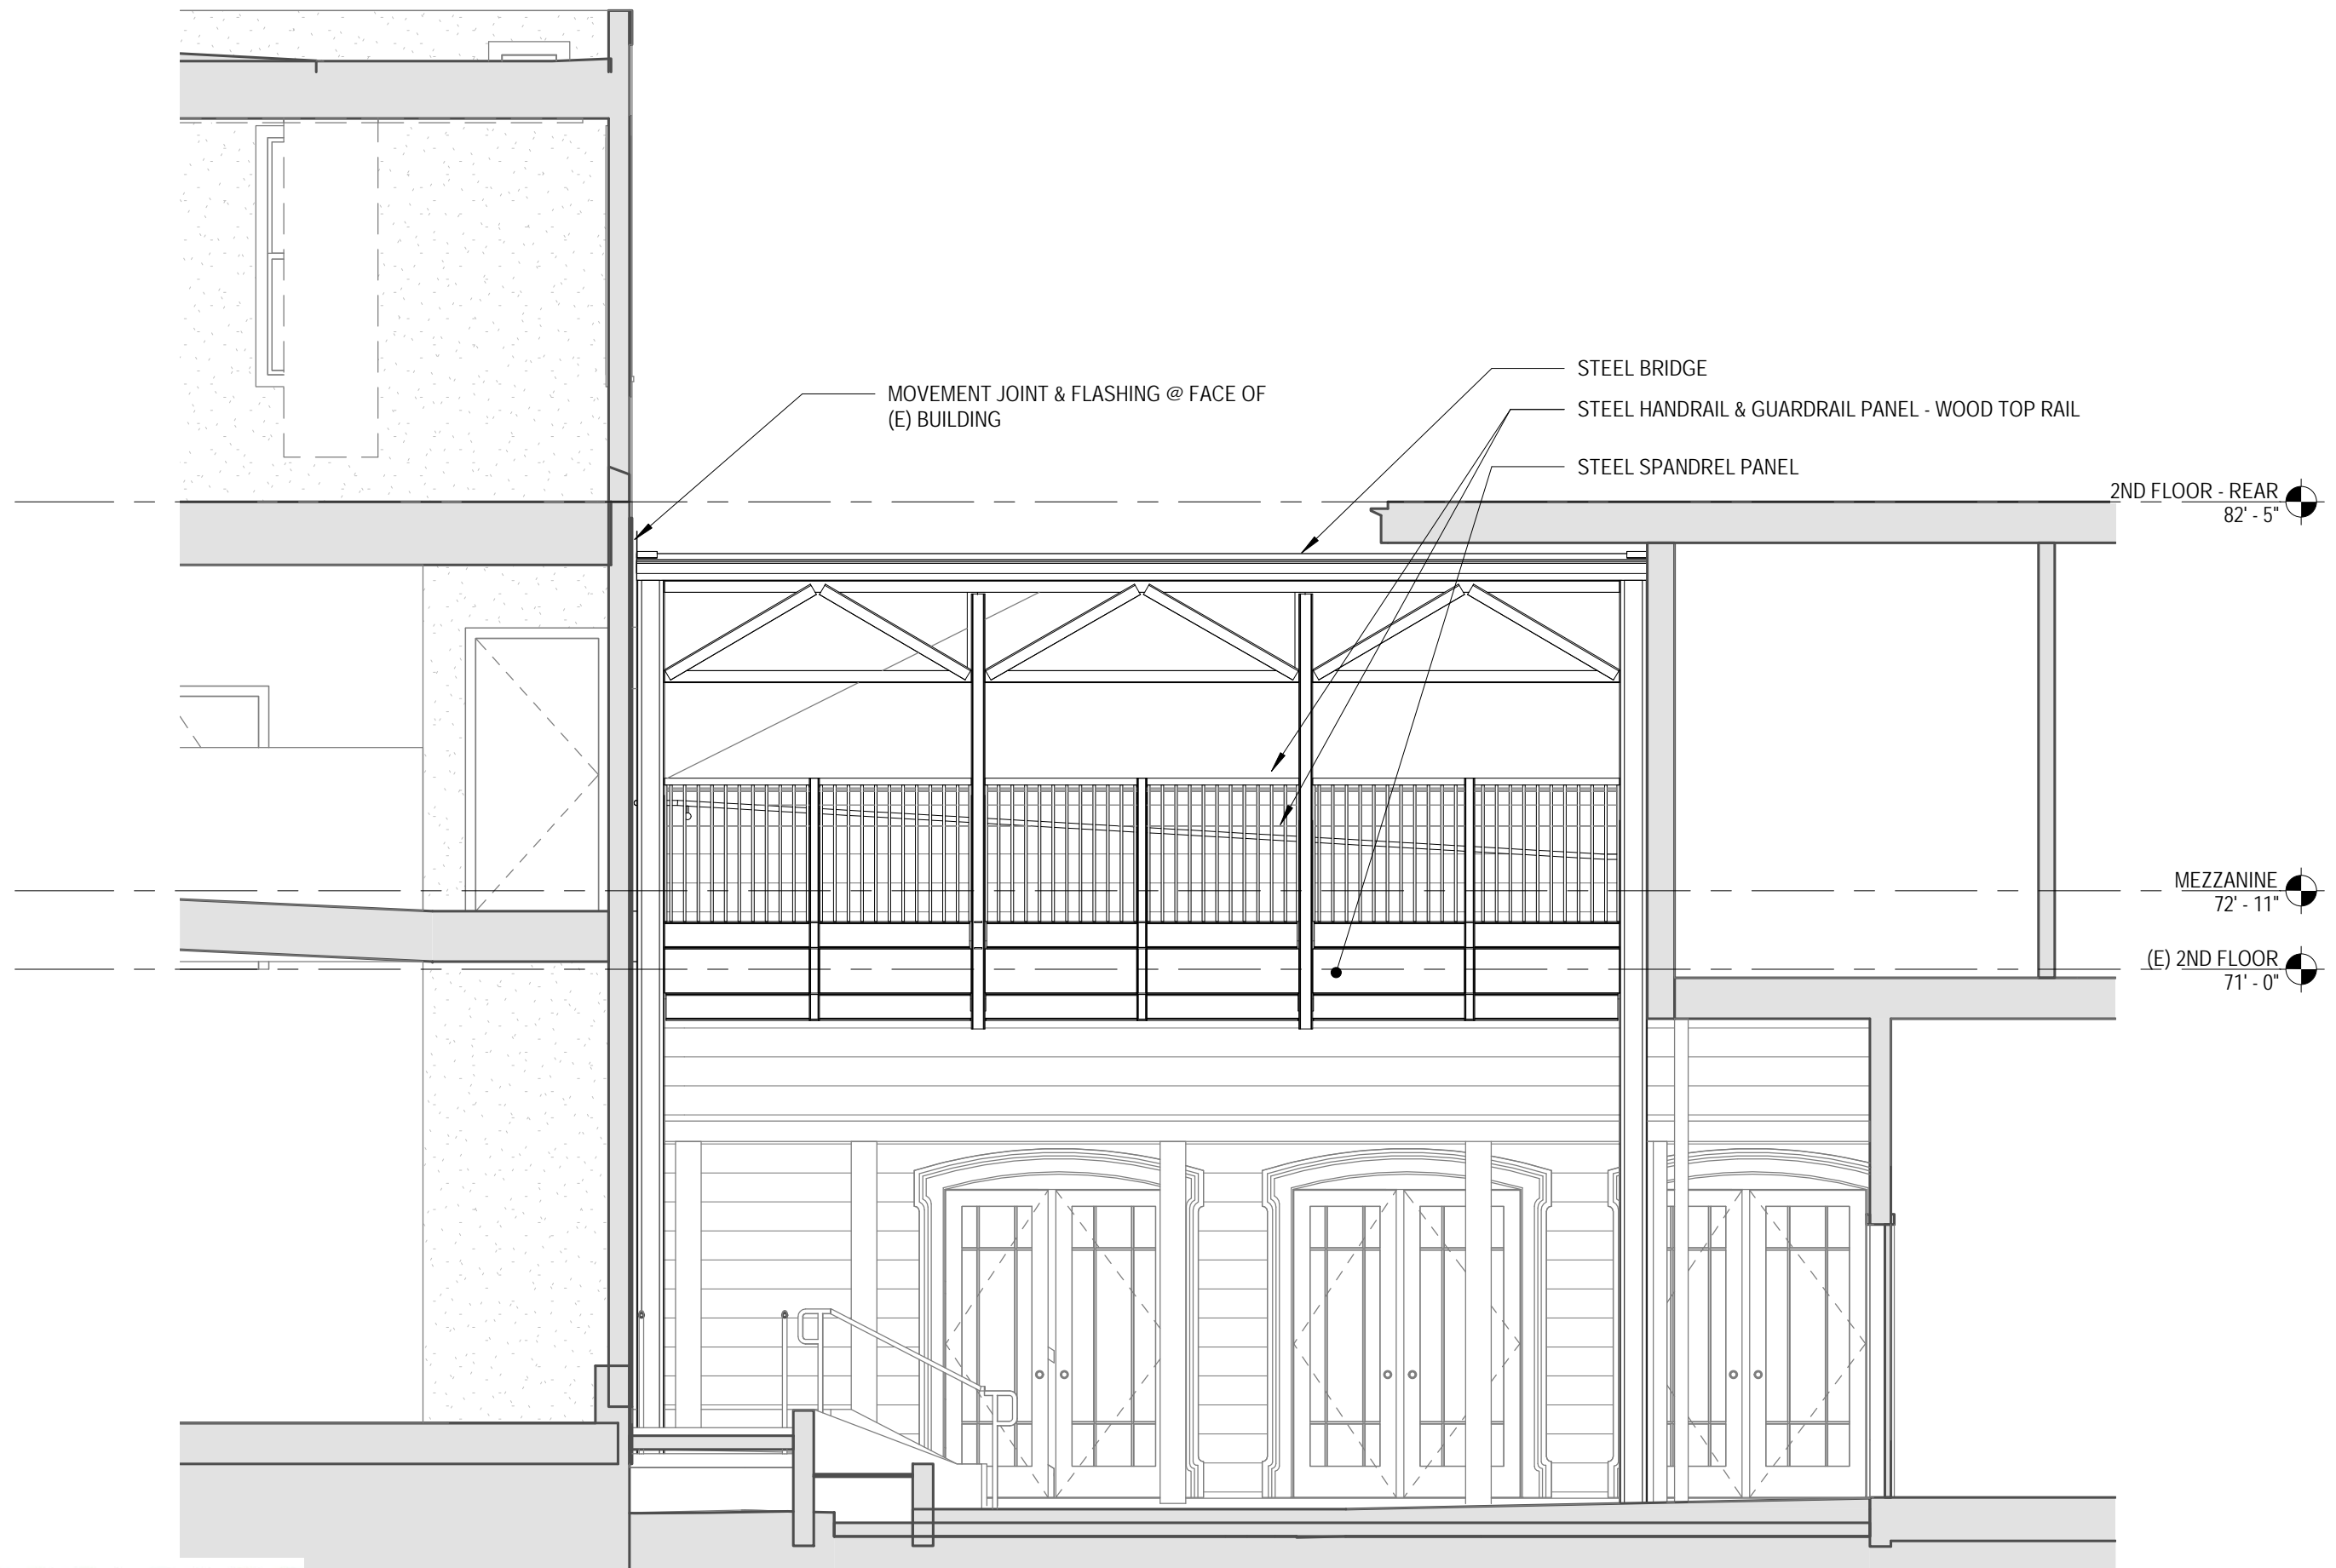 STEEL BRIDGE
MOVEMENT JOINT & FLASHING @ FACE OF
(E) BUILDING
STEEL HANDRAIL & GUARDRAIL PANEL - WOOD TOP RAIL
STEEL SPANDREL PANEL
2ND FLOOR - REAR
82' - 5"
MEZZANINE
72' - 11"
(E) 2ND FLOOR
71' - 0"